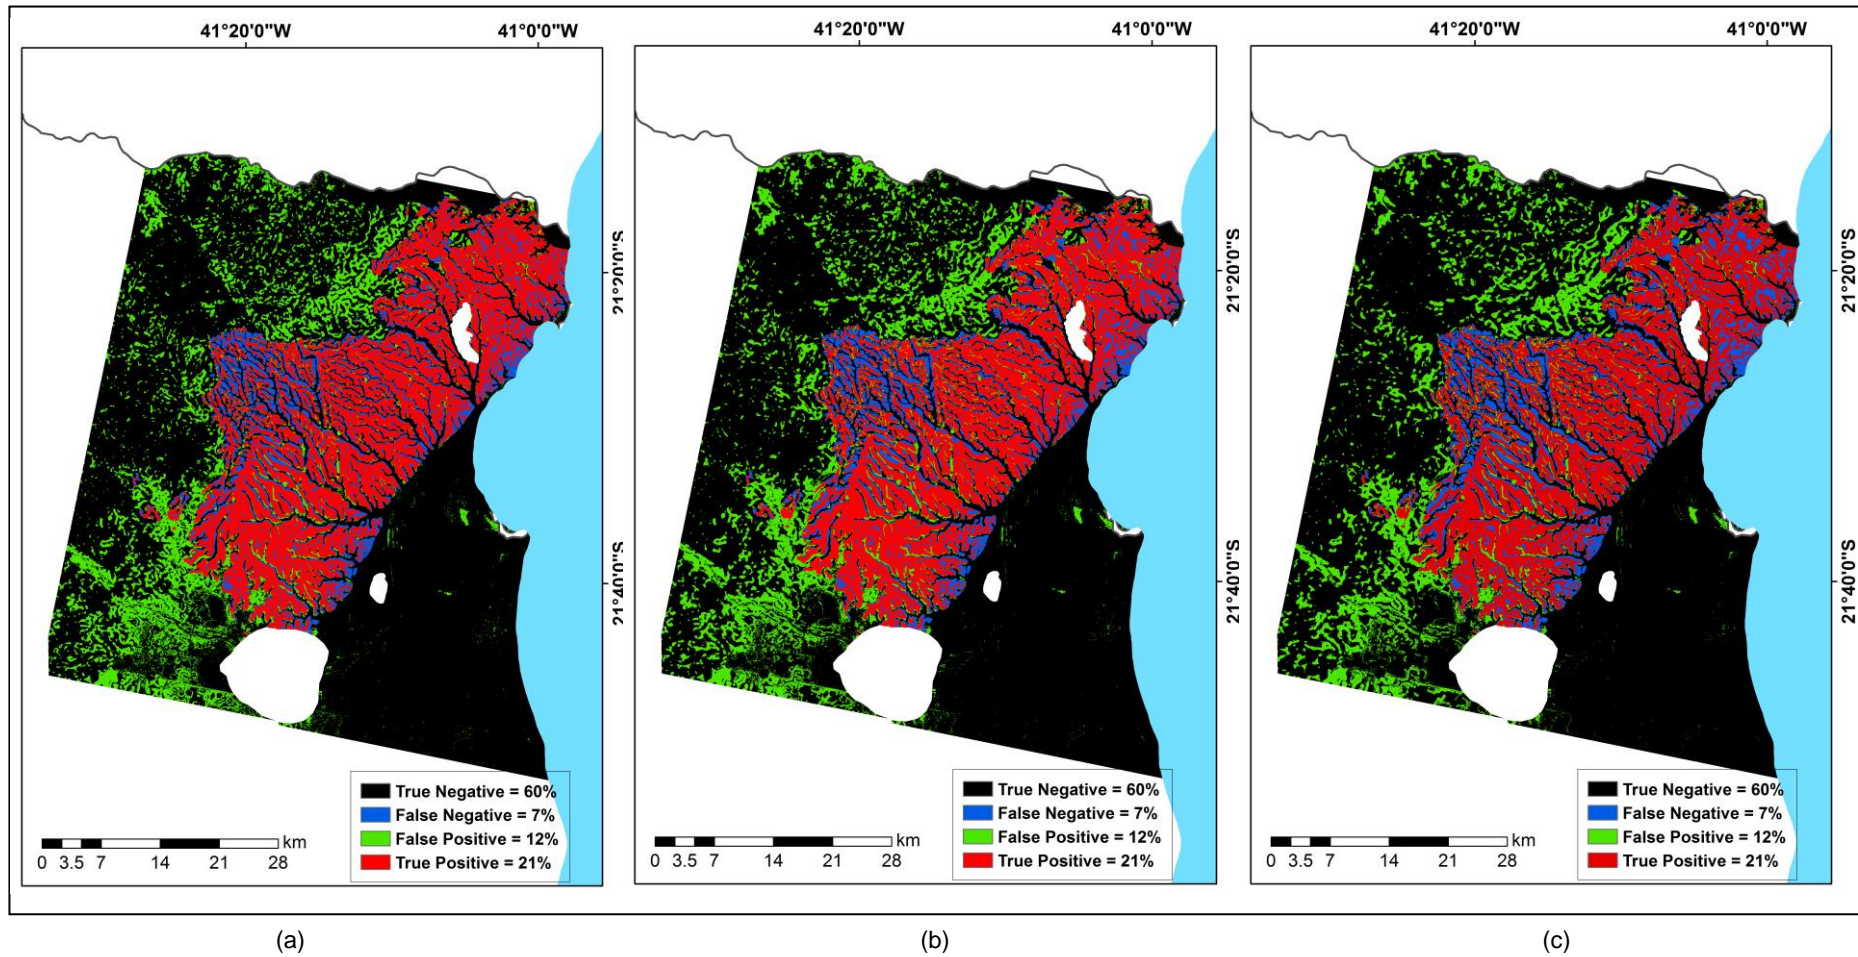 41°20'0"W 41°0'0"W
41°20'0"W 41°0'0"W
41°20'0"W 41°0'0"W
21°20'0"S
21°40'0"S
21°20'0"S
21°40'0"S
21°20'0"S
21°40'0"S
True Negative = 60%
False Negative = 7%
False Positive = 12%
True Positive = 21%
km
0 3.5 7 14 21 28
True Negative = 60%
False Negative = 7%
False Positive = 12%
True Positive = 21%
km
0 3.5 7 14 21 28
True Negative = 60%
False Negative = 7%
False Positive = 12%
True Positive = 21%
km
0 3.5 7 14 21 28
(a) (b) (c)